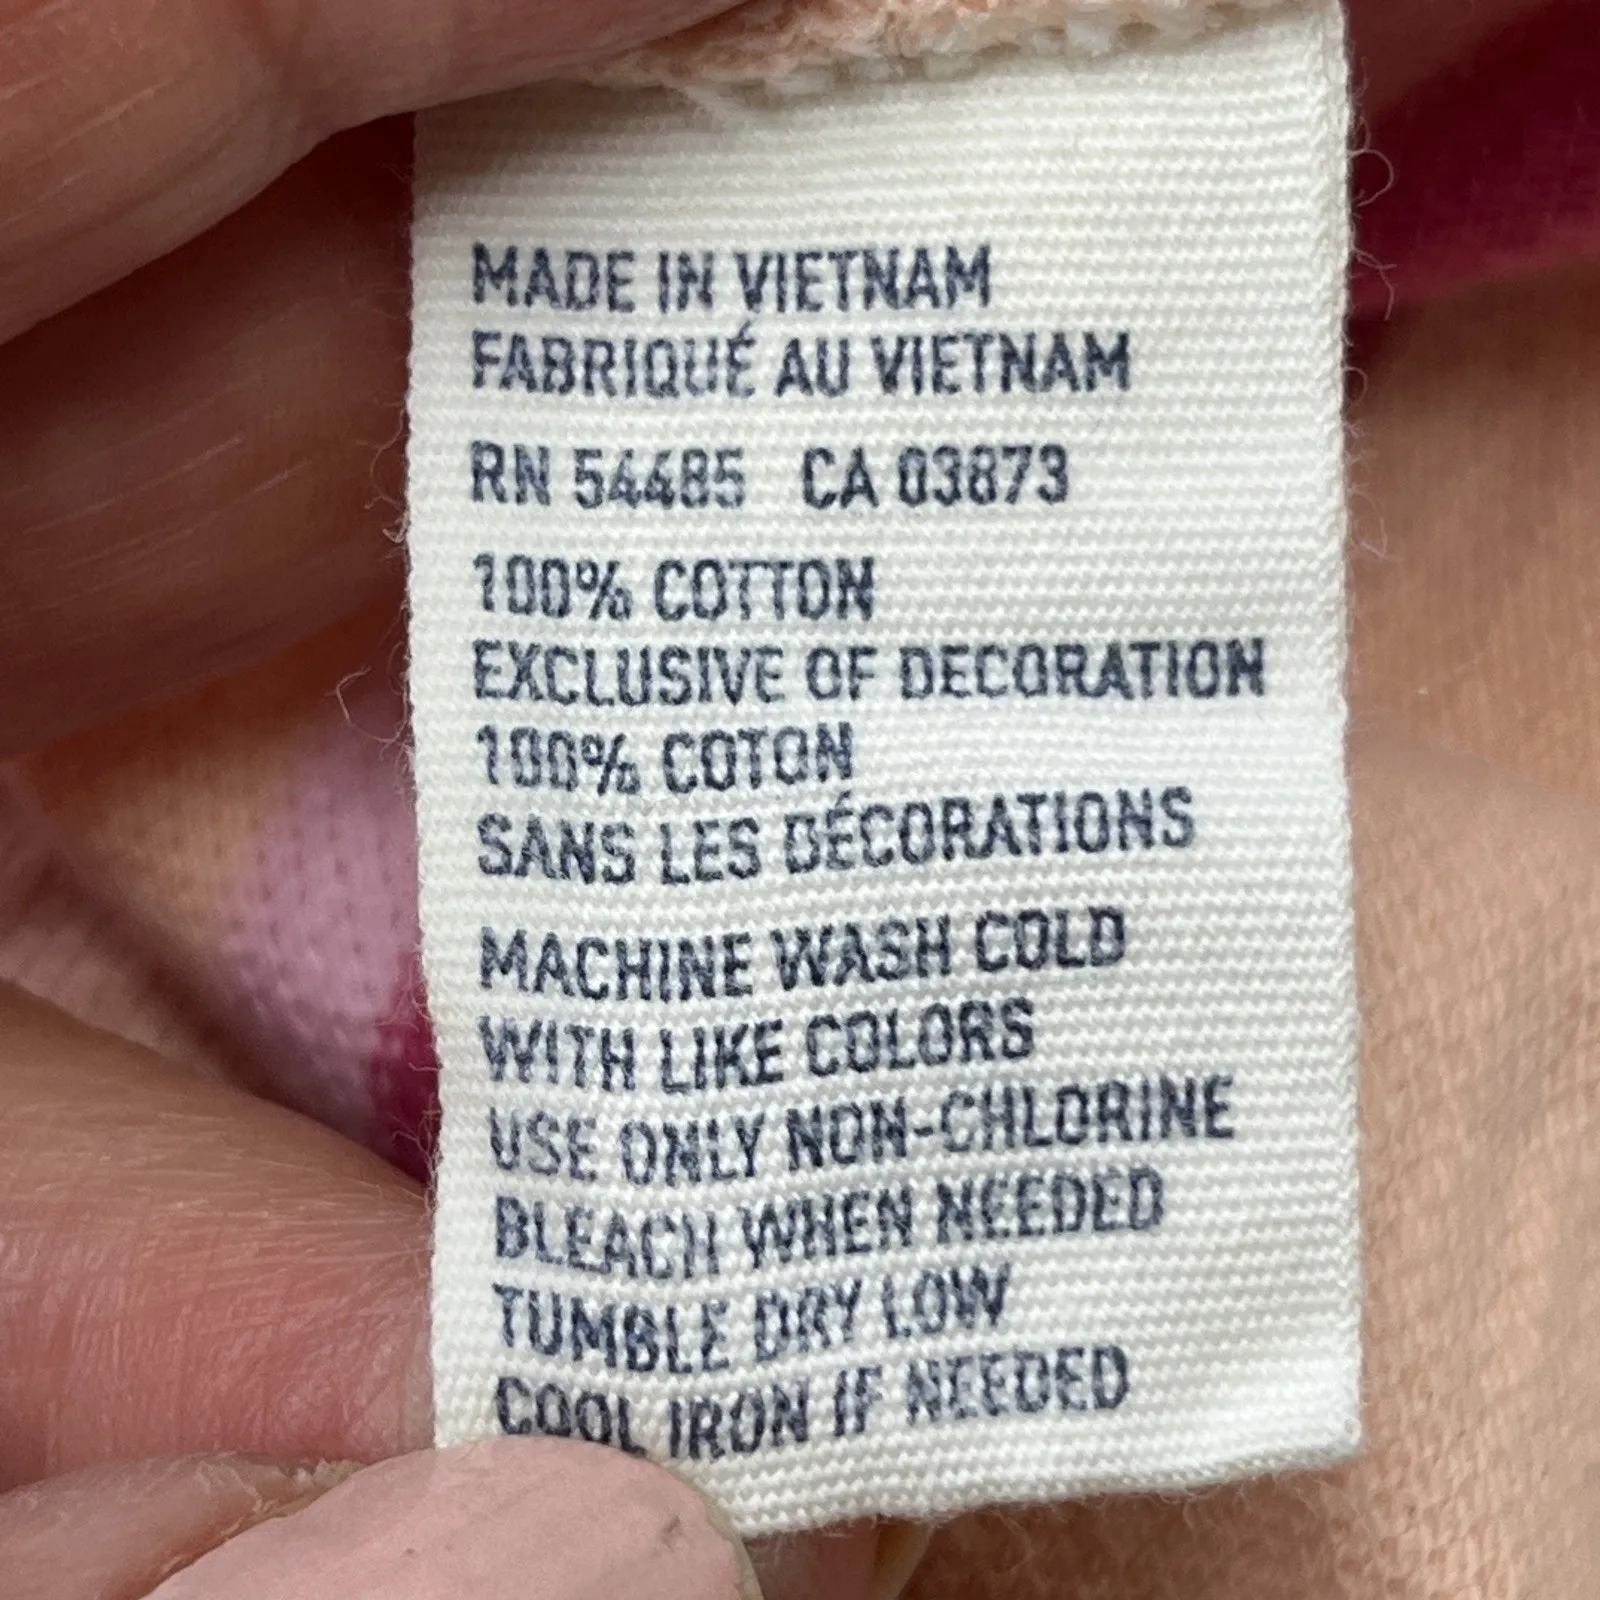 MADE IN VIETNAM
FABRIQUÉ AU VIETNAM
RN 54485 CA 03873
100% COTTON
EXCLUSIVE OF DECORATION
100% COTON
SANS LES DÉCORATIONS
MACHINE WASH COLD
WITH LIKE COLORS
USE ONLY NON-CHLORINE
BLEACH WHEN NEEDED
TUMBLE DRY LOW
COOL IRON IF NEEDED